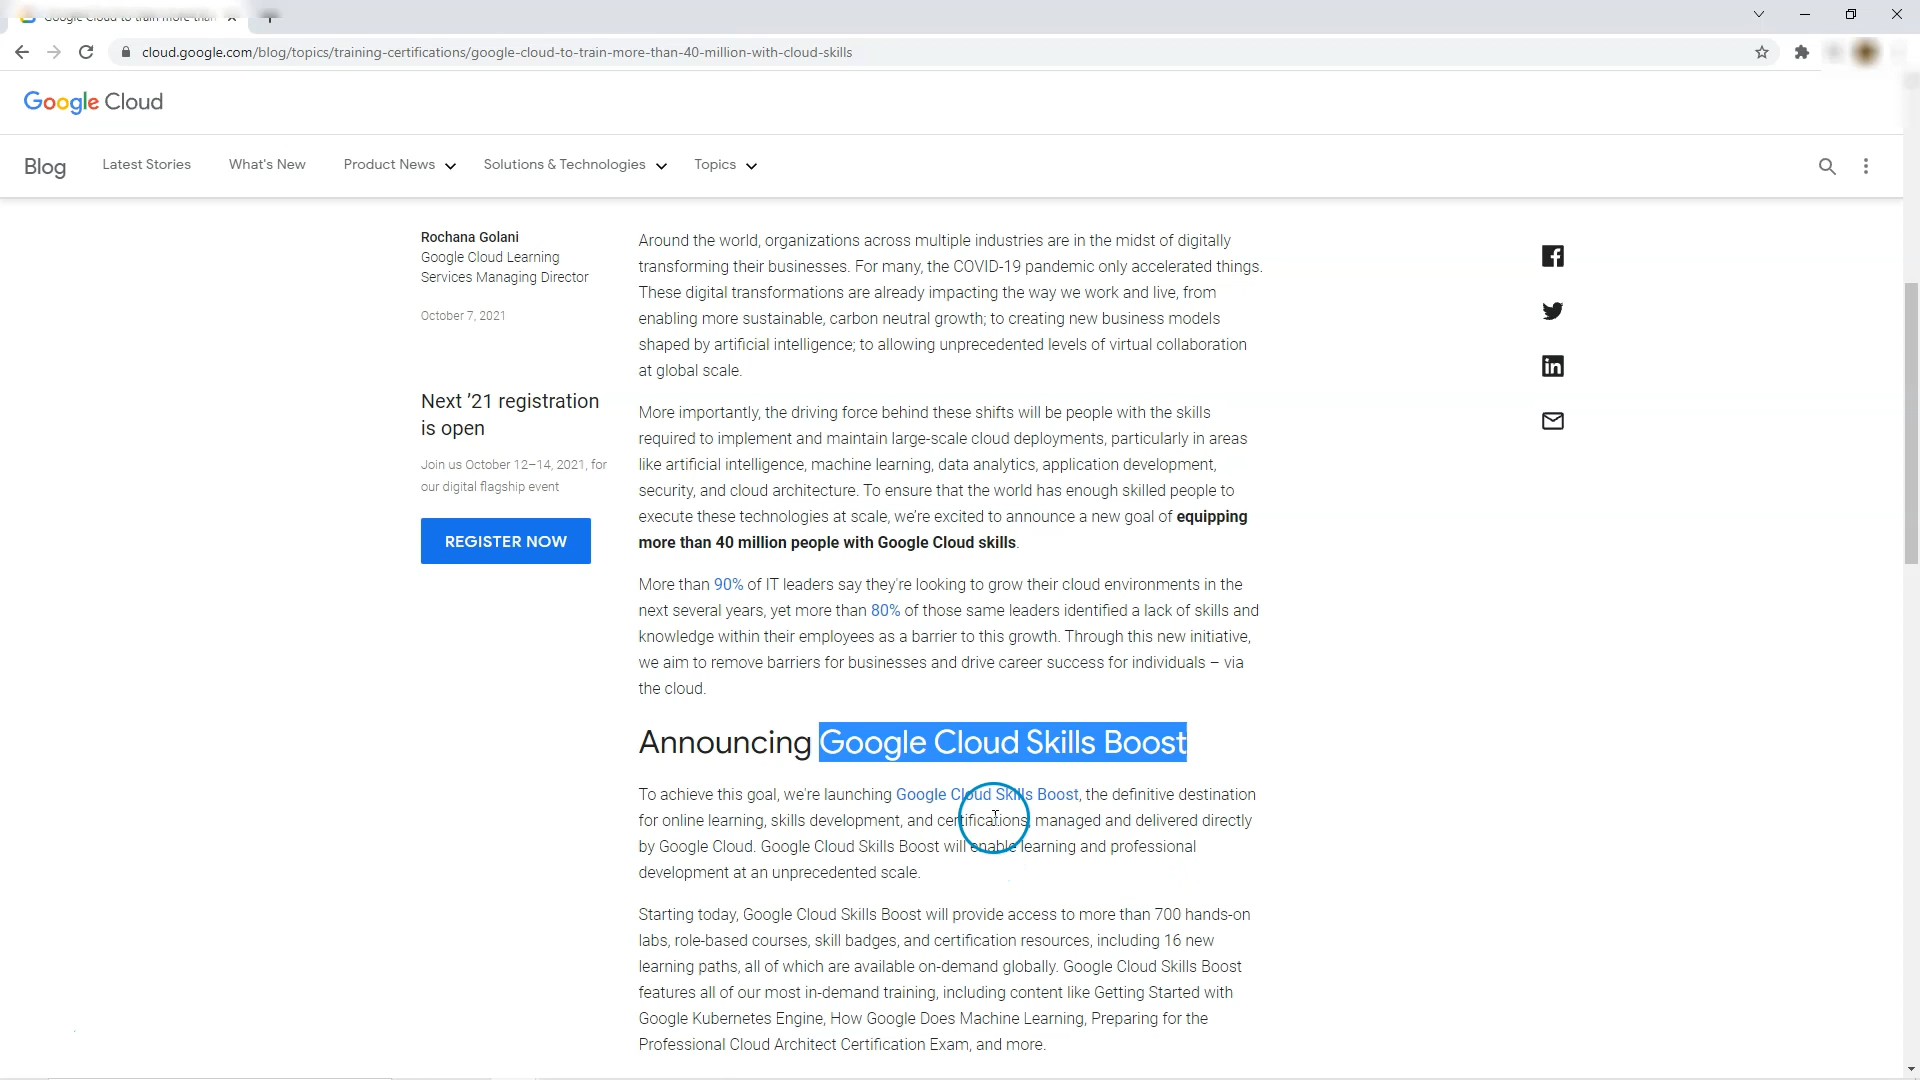 Google Cloud to train more than
cloud.google.com/blog/topics/training-certifications/google-cloud-to-train-more-than-40-million-with-cloud-skills
Google Cloud
Blog Latest Stories What's New Product News Solutions & Technologies Topics
Rochana Golani
Google Cloud Learning
Services Managing Director
October 7, 2021
Next ’21 registration
is open
Join us October 12–14, 2021, for
our digital flagship event
REGISTER NOW
Around the world, organizations across multiple industries are in the midst of digitally
transforming their businesses. For many, the COVID-19 pandemic only accelerated things.
These digital transformations are already impacting the way we work and live, from
enabling more sustainable, carbon neutral growth; to creating new business models
shaped by artificial intelligence; to allowing unprecedented levels of virtual collaboration
at global scale.
More importantly, the driving force behind these shifts will be people with the skills
required to implement and maintain large-scale cloud deployments, particularly in areas
like artificial intelligence, machine learning, data analytics, application development,
security, and cloud architecture. To ensure that the world has enough skilled people to
execute these technologies at scale, we’re excited to announce a new goal of equipping
more than 40 million people with Google Cloud skills.
More than 90% of IT leaders say they’re looking to grow their cloud environments in the
next several years, yet more than 80% of those same leaders identified a lack of skills and
knowledge within their employees as a barrier to this growth. Through this new initiative,
we aim to remove barriers for businesses and drive career success for individuals – via
the cloud.
Announcing Google Cloud Skills Boost
To achieve this goal, we're launching Google Cloud Skills Boost, the definitive destination
for online learning, skills development, and certifications, managed and delivered directly
by Google Cloud. Google Cloud Skills Boost will enable learning and professional
development at an unprecedented scale.
Starting today, Google Cloud Skills Boost will provide access to more than 700 hands-on
labs, role-based courses, skill badges, and certification resources, including 16 new
learning paths, all of which are available on-demand globally. Google Cloud Skills Boost
features all of our most in-demand training, including content like Getting Started with
Google Kubernetes Engine, How Google Does Machine Learning, Preparing for the
Professional Cloud Architect Certification Exam, and more.